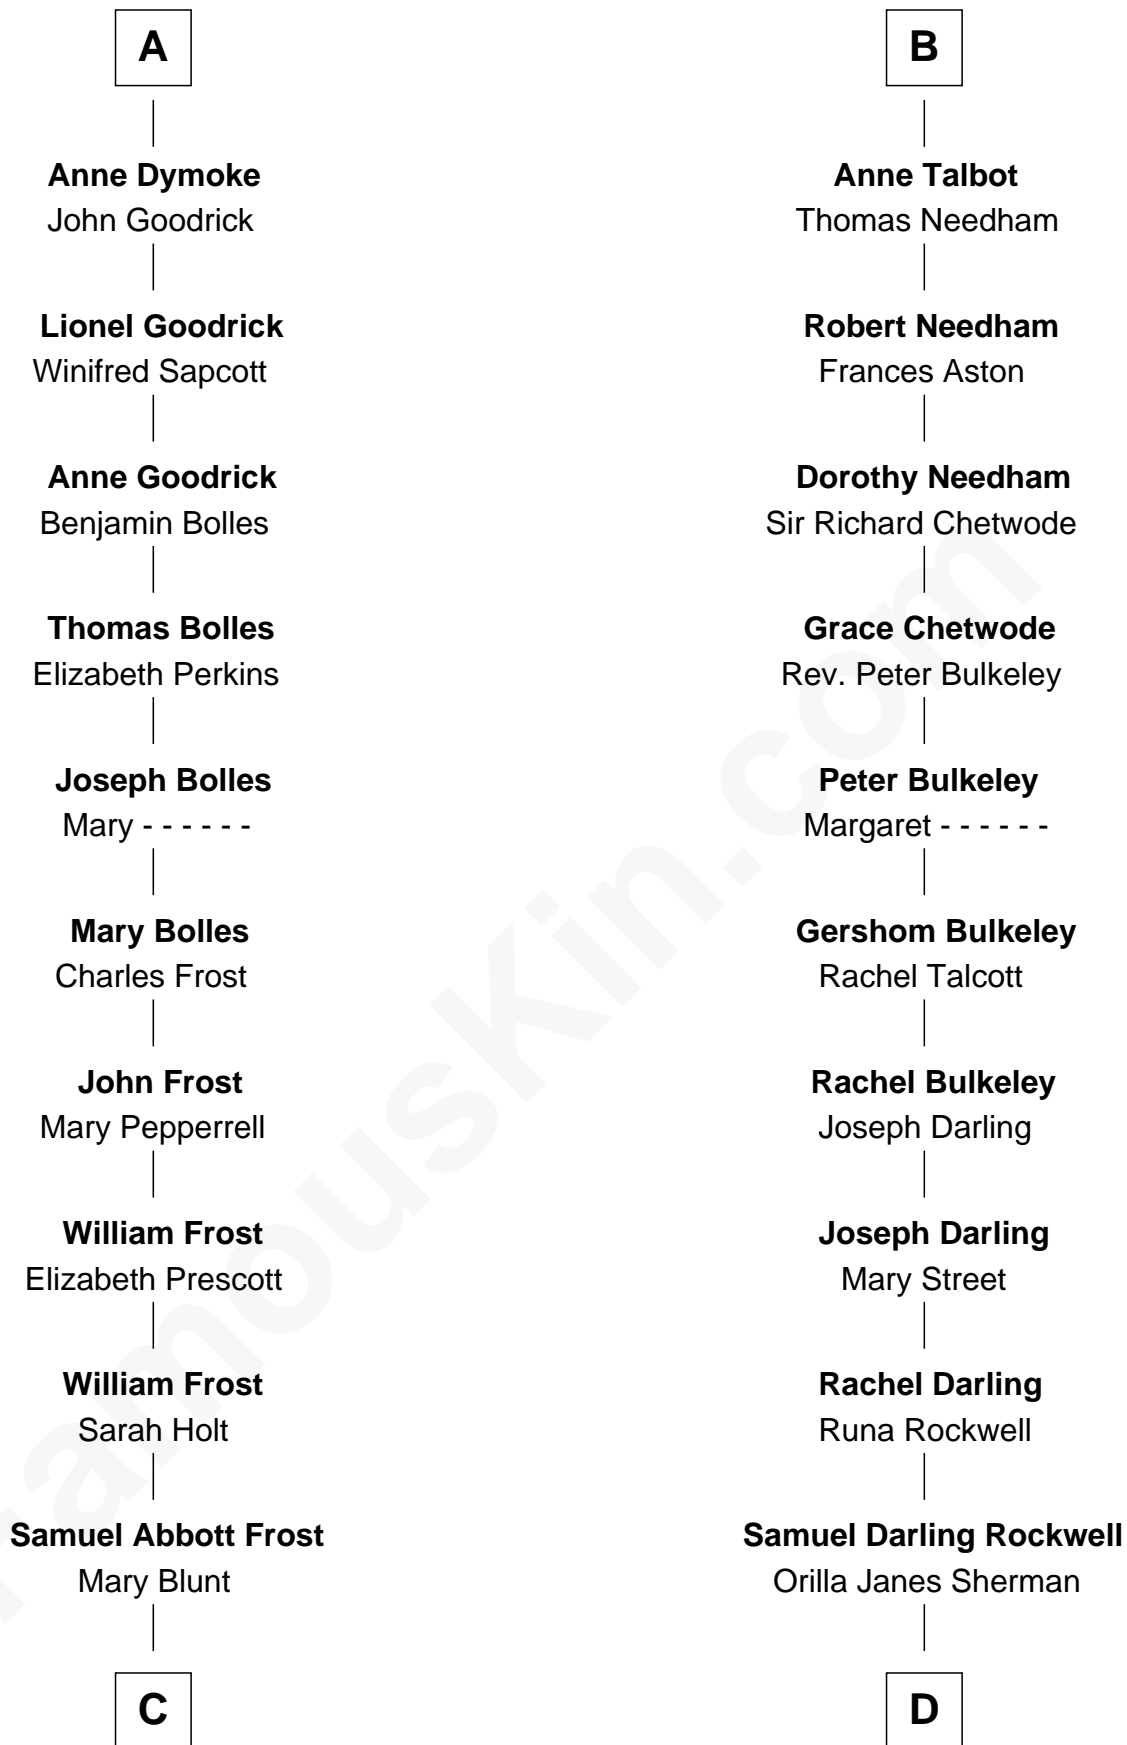 A
Anne Dymoke
John Goodrick
Lionel Goodrick
Winifred Sapcott
Anne Goodrick
Benjamin Bolles
Thomas Bolles
Elizabeth Perkins
Joseph Bolles
Mary - - - - - -
Mary Bolles
Charles Frost
John Frost
Mary Pepperrell
William Frost
Elizabeth Prescott
William Frost
Sarah Holt
Samuel Abbott Frost
Mary Blunt
C
B
Anne Talbot
Thomas Needham
Robert Needham
Frances Aston
Dorothy Needham
Sir Richard Chetwode
Grace Chetwode
Rev. Peter Bulkeley
Peter Bulkeley
Margaret - - - - - -
Gershom Bulkeley
Rachel Talcott
Rachel Bulkeley
Joseph Darling
Joseph Darling
Mary Street
Rachel Darling
Runa Rockwell
Samuel Darling Rockwell
Orilla Janes Sherman
D
FamousKin.com